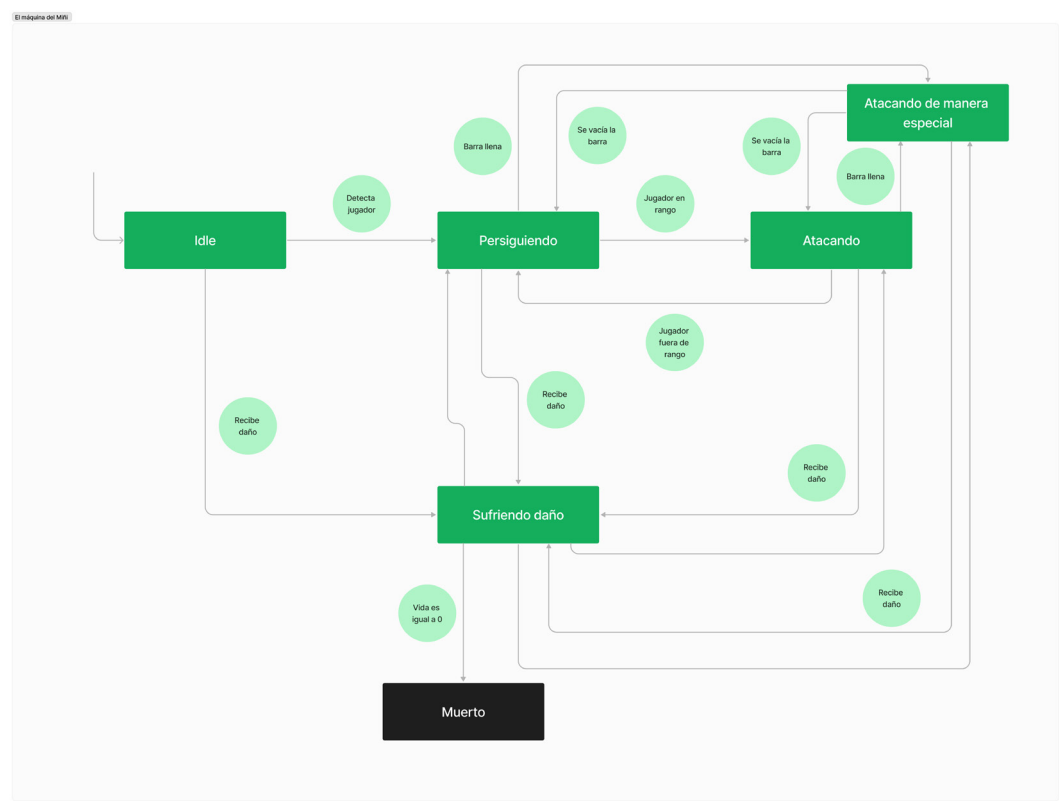 El máquina del Miñi
Atacando de manera
especial
Se vacía la
barra
Barra llena
Se vacía la
barra
Barra llena
Detecta
jugador
Jugador en
rango
Idle
Persiguiendo
Atacando
Jugador
fuera de
rango
Recibe
daño
Recibe
daño
Recibe
daño
Sufriendo daño
Recibe
daño
Vida es
igual a 0
Muerto